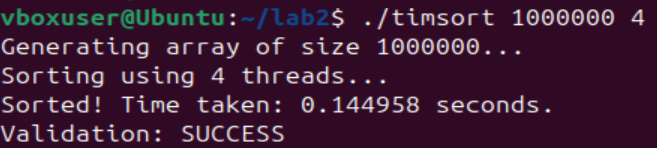 vboxuser@Ubuntu:~/lab2$ ./timsort 1000000 4
Generating array of size 1000000...
Sorting using 4 threads...
Sorted! Time taken: 0.144958 seconds.
Validation: SUCCESS